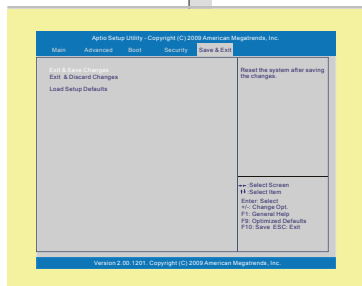 Aptio Setup Utility - Copyright (C) 2009 American Megatrends, Inc.
Main Advanced Boot Security Save & Exit
Exit & Save Changes
Exit & Discard Changes
Load Setup Defaults
Reset the system after saving
the changes.
→←:Select Screen
↑↓:Select Item
Enter: Select
+/-: Change Opt.
F1: General Help
F9: Optimized Defaults
F10: Save ESC: Exit
Version 2.00.1201. Copyright (C) 2009 American Megatrends, Inc.